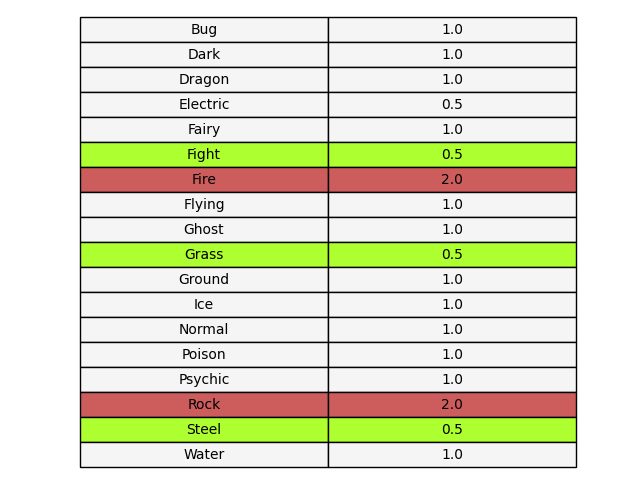 Bug 1.0
Dark 1.0
Dragon 1.0
Electric 0.5
Fairy 1.0
Fight 0.5
Fire 2.0
Flying 1.0
Ghost 1.0
Grass 0.5
Ground 1.0
Ice 1.0
Normal 1.0
Poison 1.0
Psychic 1.0
Rock 2.0
Steel 0.5
Water 1.0